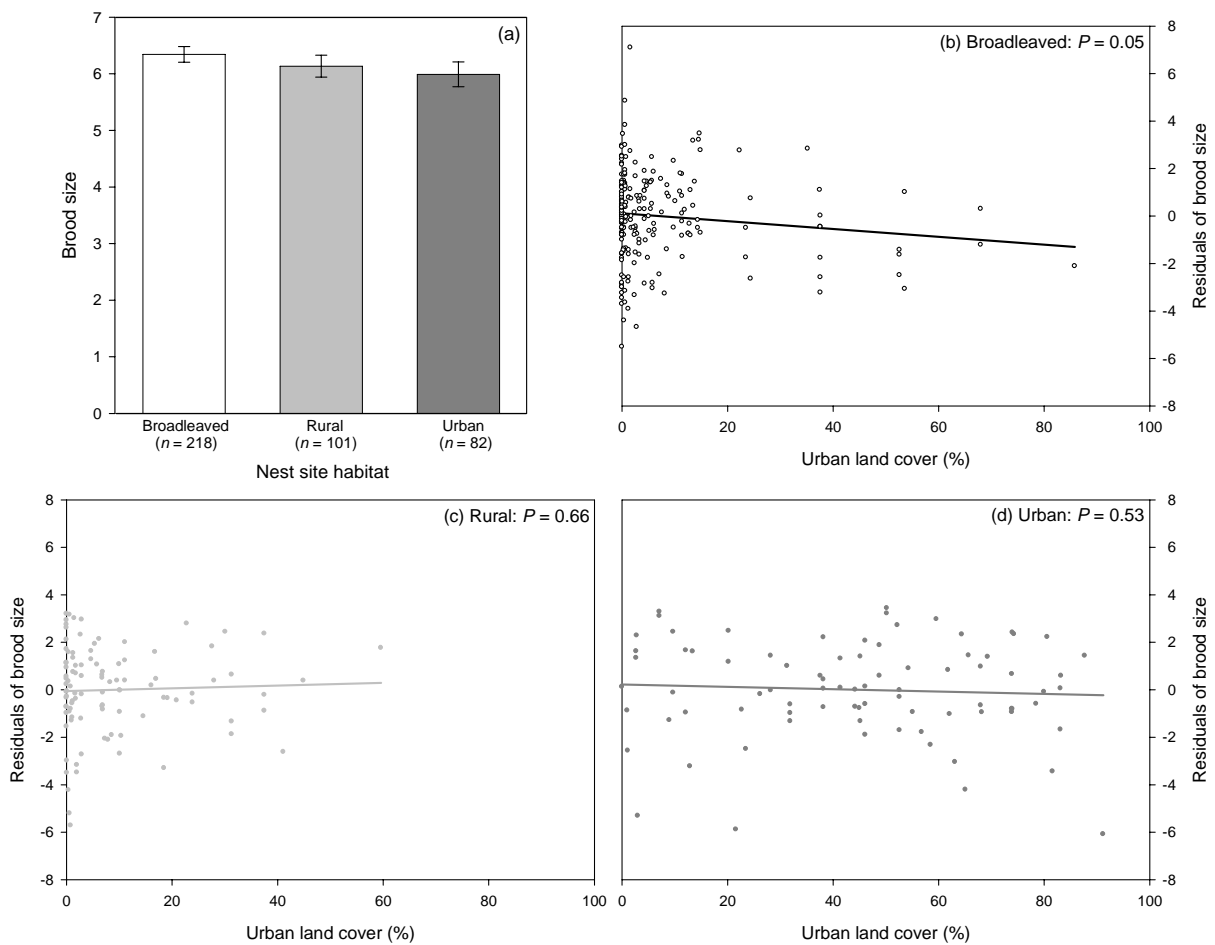 (a)
7
6
5
4
3
2
1
0
Brood size
Broadleaved
(n = 218)
Rural
(n = 101)
Urban
(n = 82)
Nest site habitat
(b) Broadleaved: P = 0.05
8
6
4
2
0
-2
-4
-6
-8
Residuals of brood size
0 20 40 60 80 100
Urban land cover (%)
(c) Rural: P = 0.66
8
6
4
2
0
-2
-4
-6
-8
Residuals of brood size
0 20 40 60 80 100
Urban land cover (%)
(d) Urban: P = 0.53
8
6
4
2
0
-2
-4
-6
-8
Residuals of brood size
0 20 40 60 80 100
Urban land cover (%)